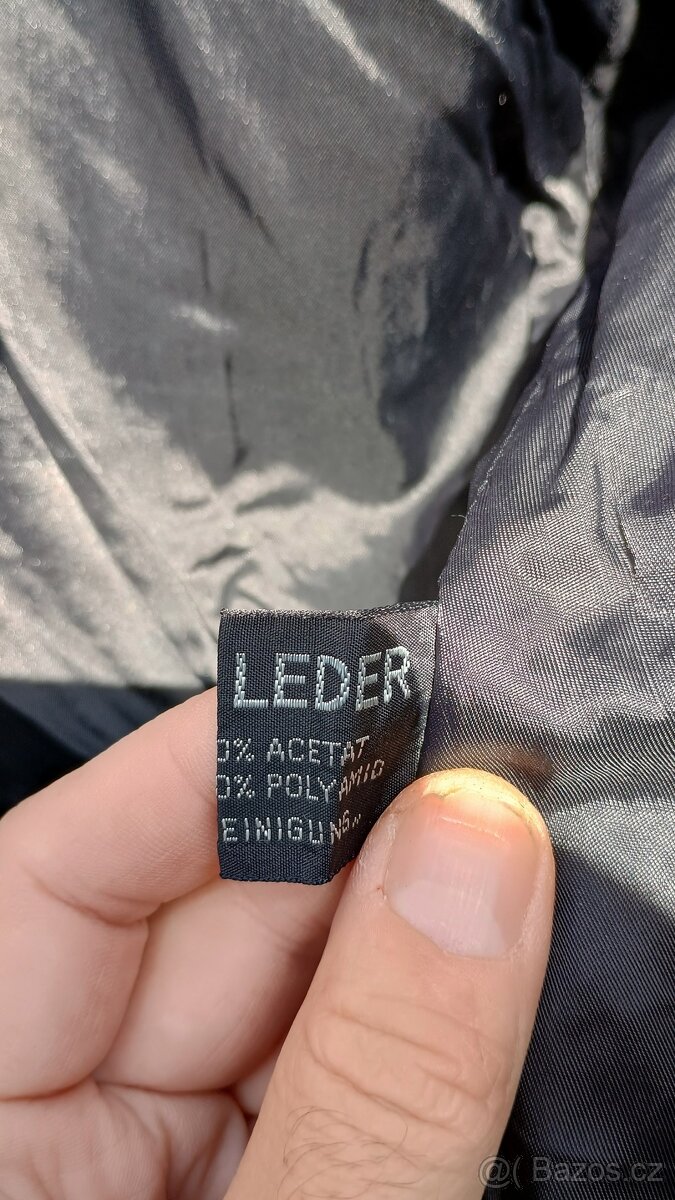 LEDER
0% ACETAT
0% POLYAMID
EINIGUNG„
@( Bazos.cz